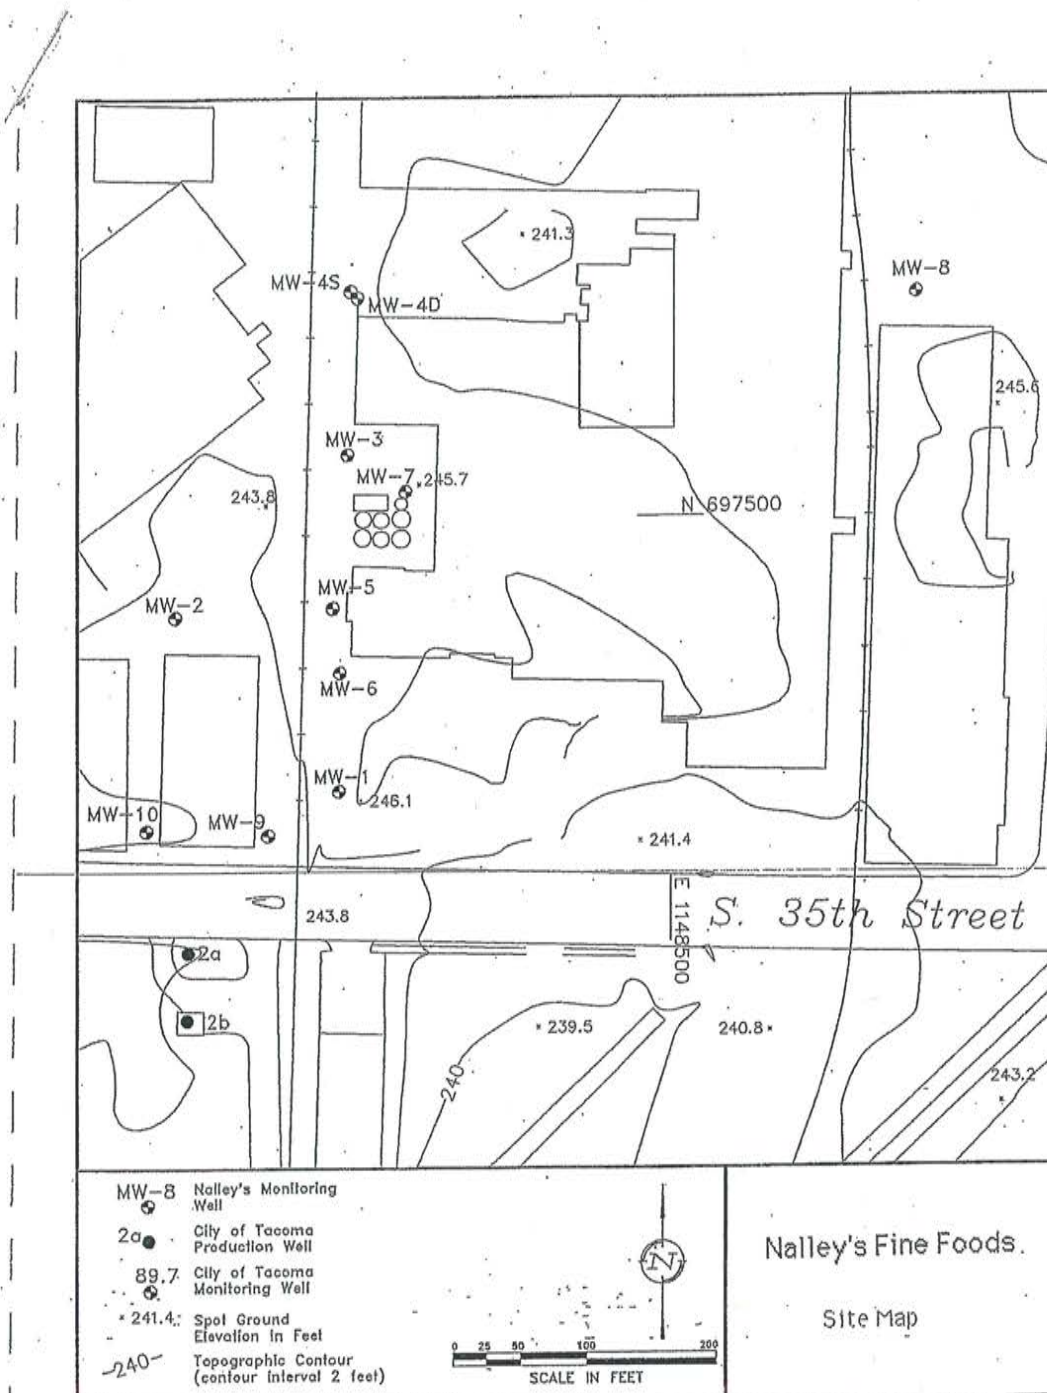 241.3
MW-4S
MW-4D
MW-8
245.6
MW-3
MW-7
245.7
243.8
N 697500
MW-5
MW-2
MW-6
MW-1
246.1
MW-10
MW-9
241.4
E 1148500
S. 35th Street
243.8
2a
2b
239.5
240.8
240
243.2
MW-8 Nalley's Monitoring
Well
2a City of Tacoma
Production Well
89.7 City of Tacoma
Monitoring Well
241.4 Spot Ground
Elevation in Feet
-240- Topographic Contour
(contour interval 2 feet)
N
0 25 50 100 200
SCALE IN FEET
Nalley's Fine Foods.
Site Map